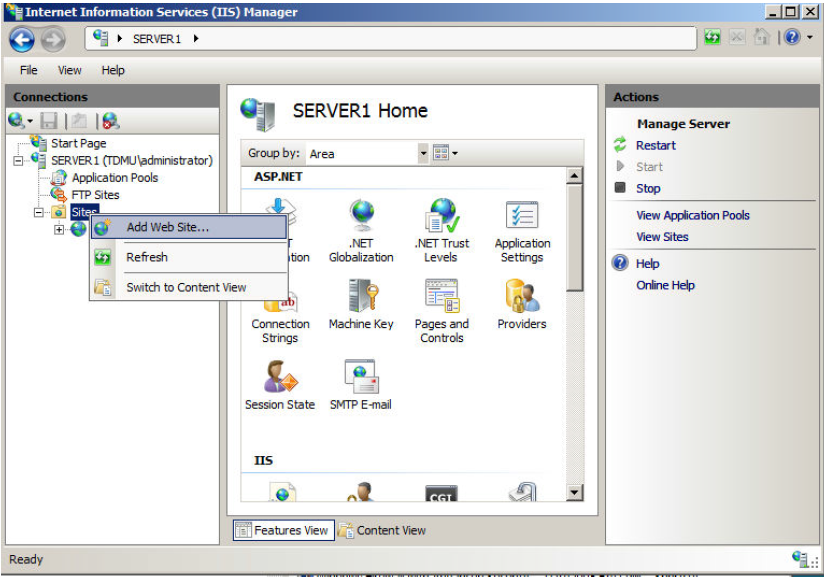 Internet Information Services (IIS) Manager
SERVER1
File View Help
Connections
Start Page
SERVER1 (TDMU\administrator)
Application Pools
FTP Sites
Sites
Add Web Site...
Refresh
Switch to Content View
SERVER1 Home
Group by: Area
ASP.NET
.NET Globalization
.NET Trust Levels
Application Settings
Connection Strings
Machine Key
Pages and Controls
Providers
Session State
SMTP E-mail
IIS
CGI
Features View
Content View
Actions
Manage Server
Restart
Start
Stop
View Application Pools
View Sites
Help
Online Help
Ready